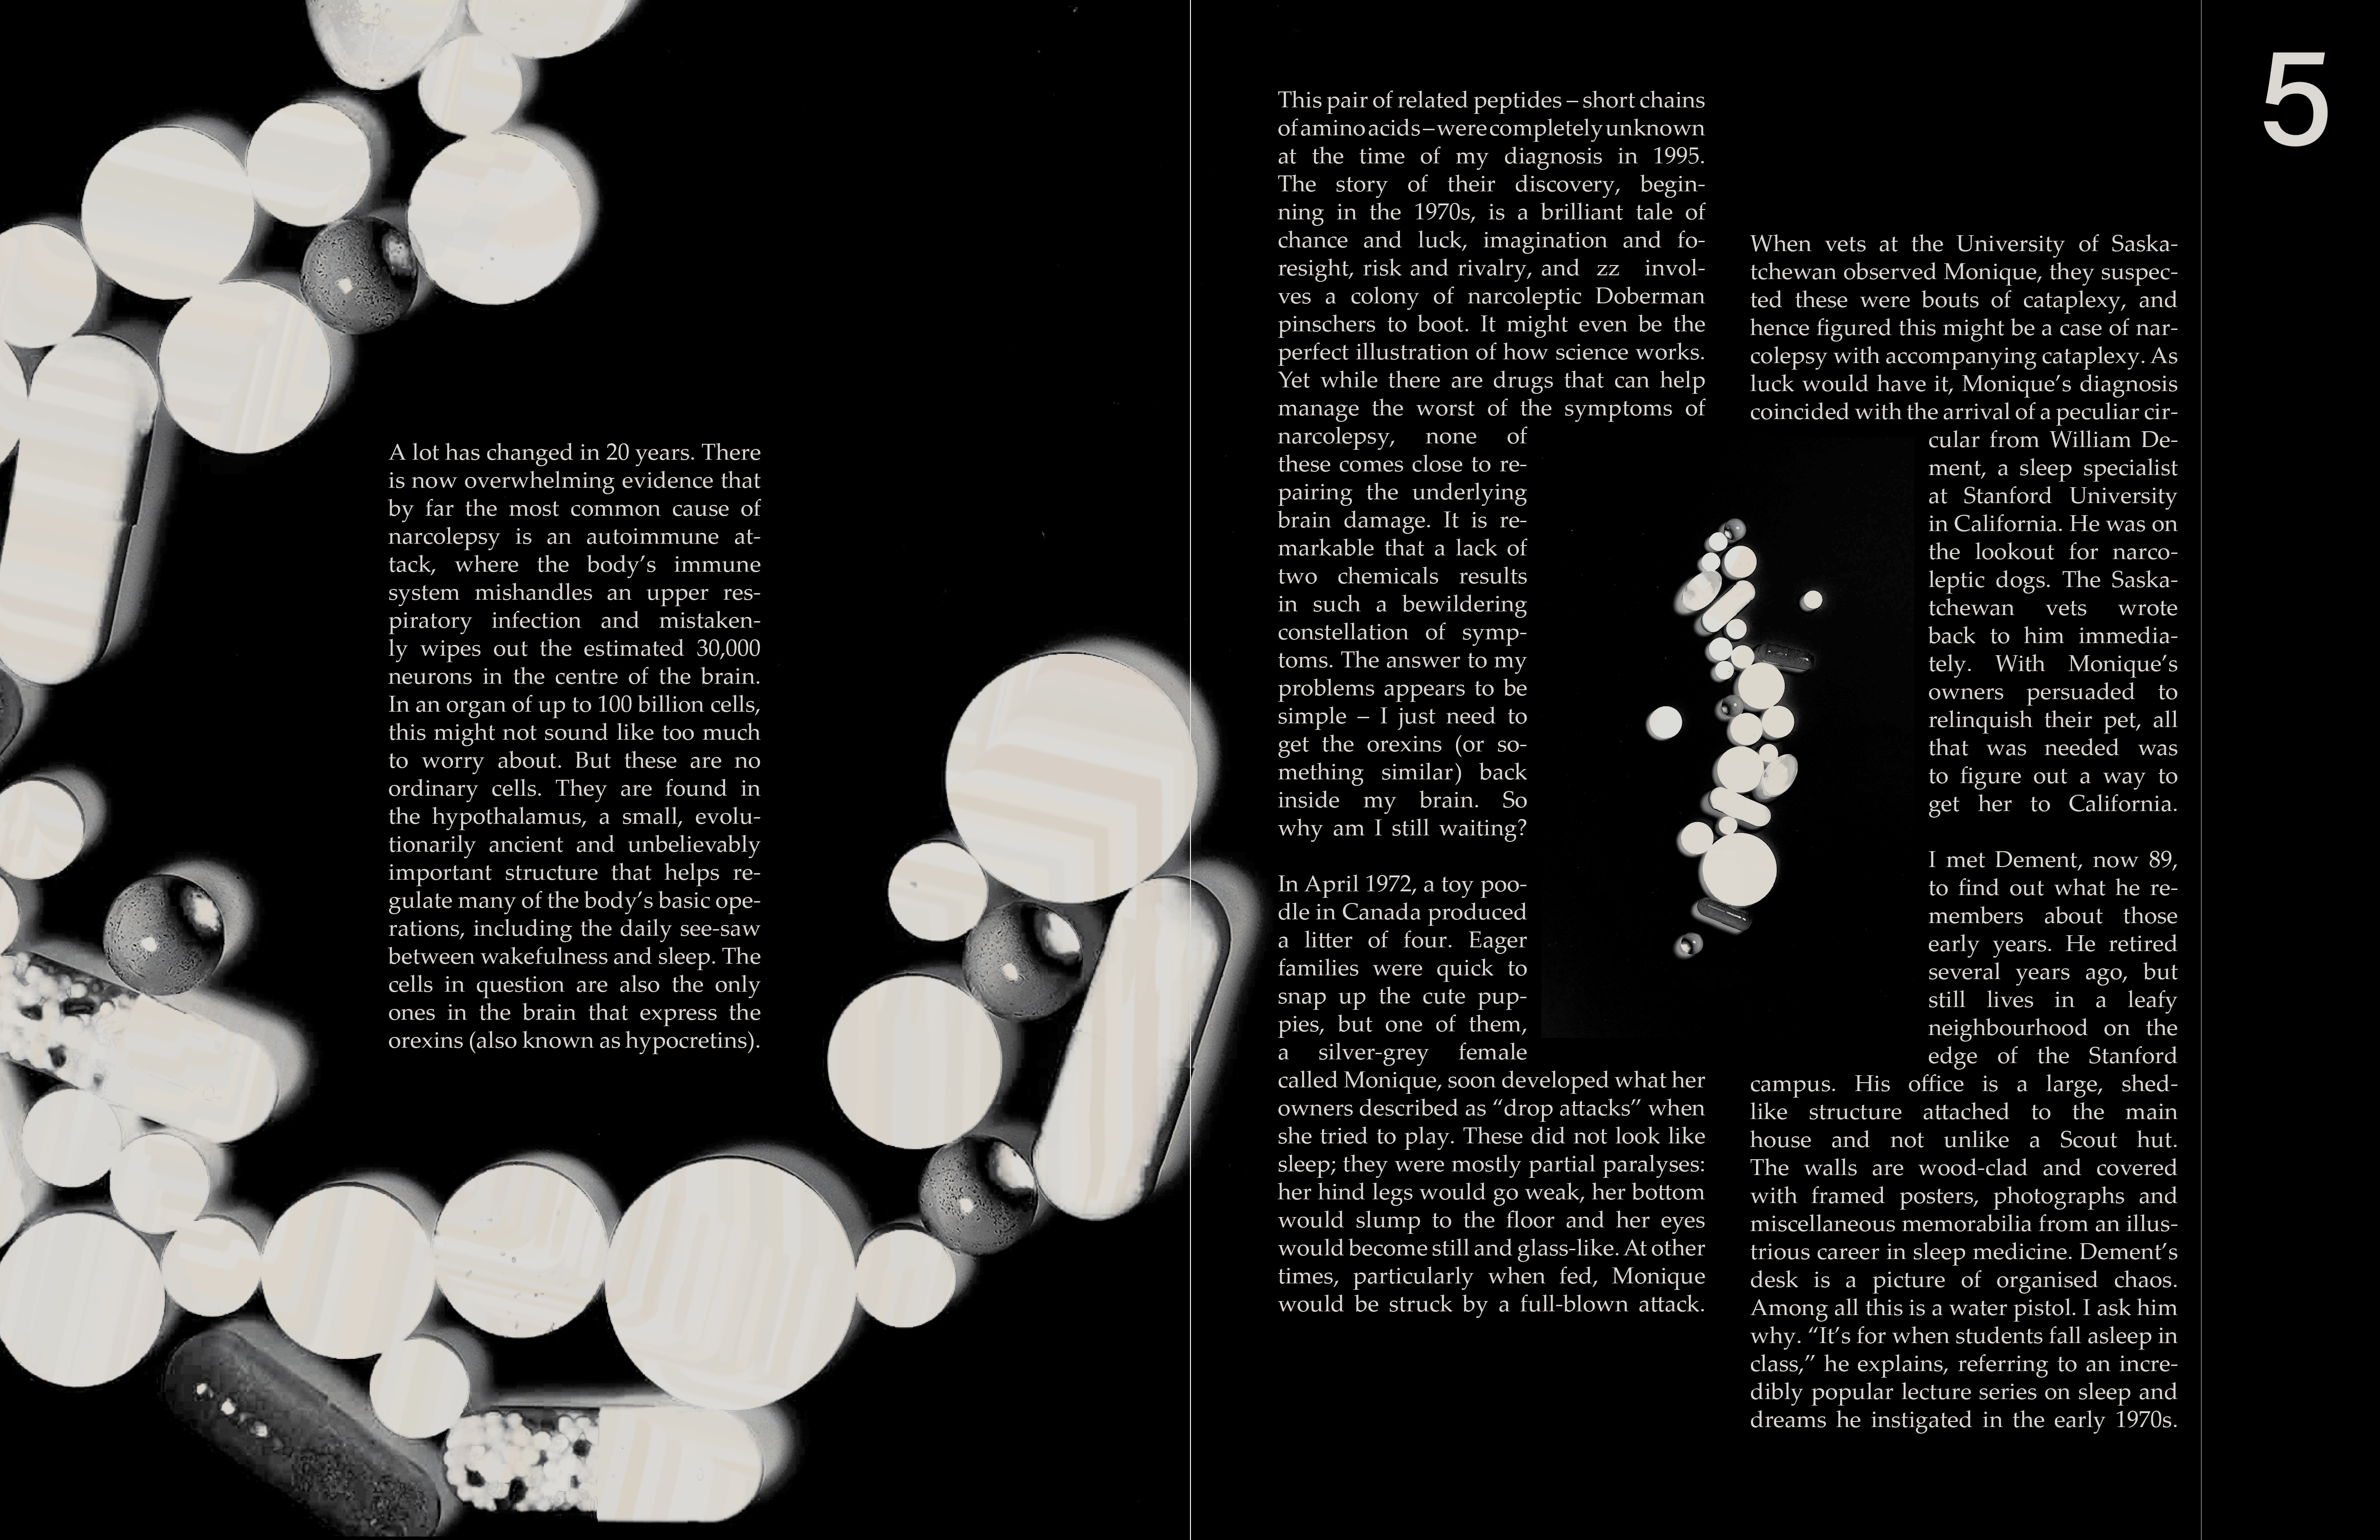 A lot has changed in 20 years. There
is now overwhelming evidence that
by far the most common cause of
narcolepsy is an autoimmune at-
tack, where the body's immune
system mishandles an upper res-
piratory infection and mistaken-
ly wipes out the estimated 30,000
neurons in the centre of the brain.
In an organ of up to 100 billion cells,
this might not sound like too much
to worry about. But these are no
ordinary cells. They are found in
the hypothalamus, a small, evolu-
tionarily ancient and unbelievably
important structure that helps re-
gulate many of the body's basic ope-
rations, including the daily see-saw
between wakefulness and sleep. The
cells in question are also the only
ones in the brain that express the
orexins (also known as hypocretins).
This pair of related peptides – short chains
of amino acids – were completely unknown
at the time of my diagnosis in 1995.
The story of their discovery, begin-
ning in the 1970s, is a brilliant tale of
chance and luck, imagination and fo-
resight, risk and rivalry, and zz invol-
ves a colony of narcoleptic Doberman
pinschers to boot. It might even be the
perfect illustration of how science works.
Yet while there are drugs that can help
manage the worst of the symptoms of
narcolepsy, none of
these comes close to re-
pairing the underlying
brain damage. It is re-
markable that a lack of
two chemicals results
in such a bewildering
constellation of symp-
toms. The answer to my
problems appears to be
simple – I just need to
get the orexins (or so-
mething similar) back
inside my brain. So
why am I still waiting?
In April 1972, a toy poo-
dle in Canada produced
a litter of four. Eager
families were quick to
snap up the cute pup-
pies, but one of them,
a silver-grey female
called Monique, soon developed what her
owners described as “drop attacks” when
she tried to play. These did not look like
sleep; they were mostly partial paralyses:
her hind legs would go weak, her bottom
would slump to the floor and her eyes
would become still and glass-like. At other
times, particularly when fed, Monique
would be struck by a full-blown attack.
When vets at the University of Saska-
tchewan observed Monique, they suspec-
ted these were bouts of cataplexy, and
hence figured this might be a case of nar-
colepsy with accompanying cataplexy. As
luck would have it, Monique's diagnosis
coincided with the arrival of a peculiar cir-
cular from William De-
ment, a sleep specialist
at Stanford University
in California. He was on
the lookout for narco-
leptic dogs. The Saska-
tchewan vets wrote
back to him immedia-
tely. With Monique's
owners persuaded to
relinquish their pet, all
that was needed was
to figure out a way to
get her to California.
I met Dement, now 89,
to find out what he re-
members about those
early years. He retired
several years ago, but
still lives in a leafy
neighbourhood on the
edge of the Stanford
campus. His office is a large, shed-
like structure attached to the main
house and not unlike a Scout hut.
The walls are wood-clad and covered
with framed posters, photographs and
miscellaneous memorabilia from an illus-
trious career in sleep medicine. Dement's
desk is a picture of organised chaos.
Among all this is a water pistol. I ask him
why. “It's for when students fall asleep in
class,” he explains, referring to an incre-
dibly popular lecture series on sleep and
dreams he instigated in the early 1970s.
5